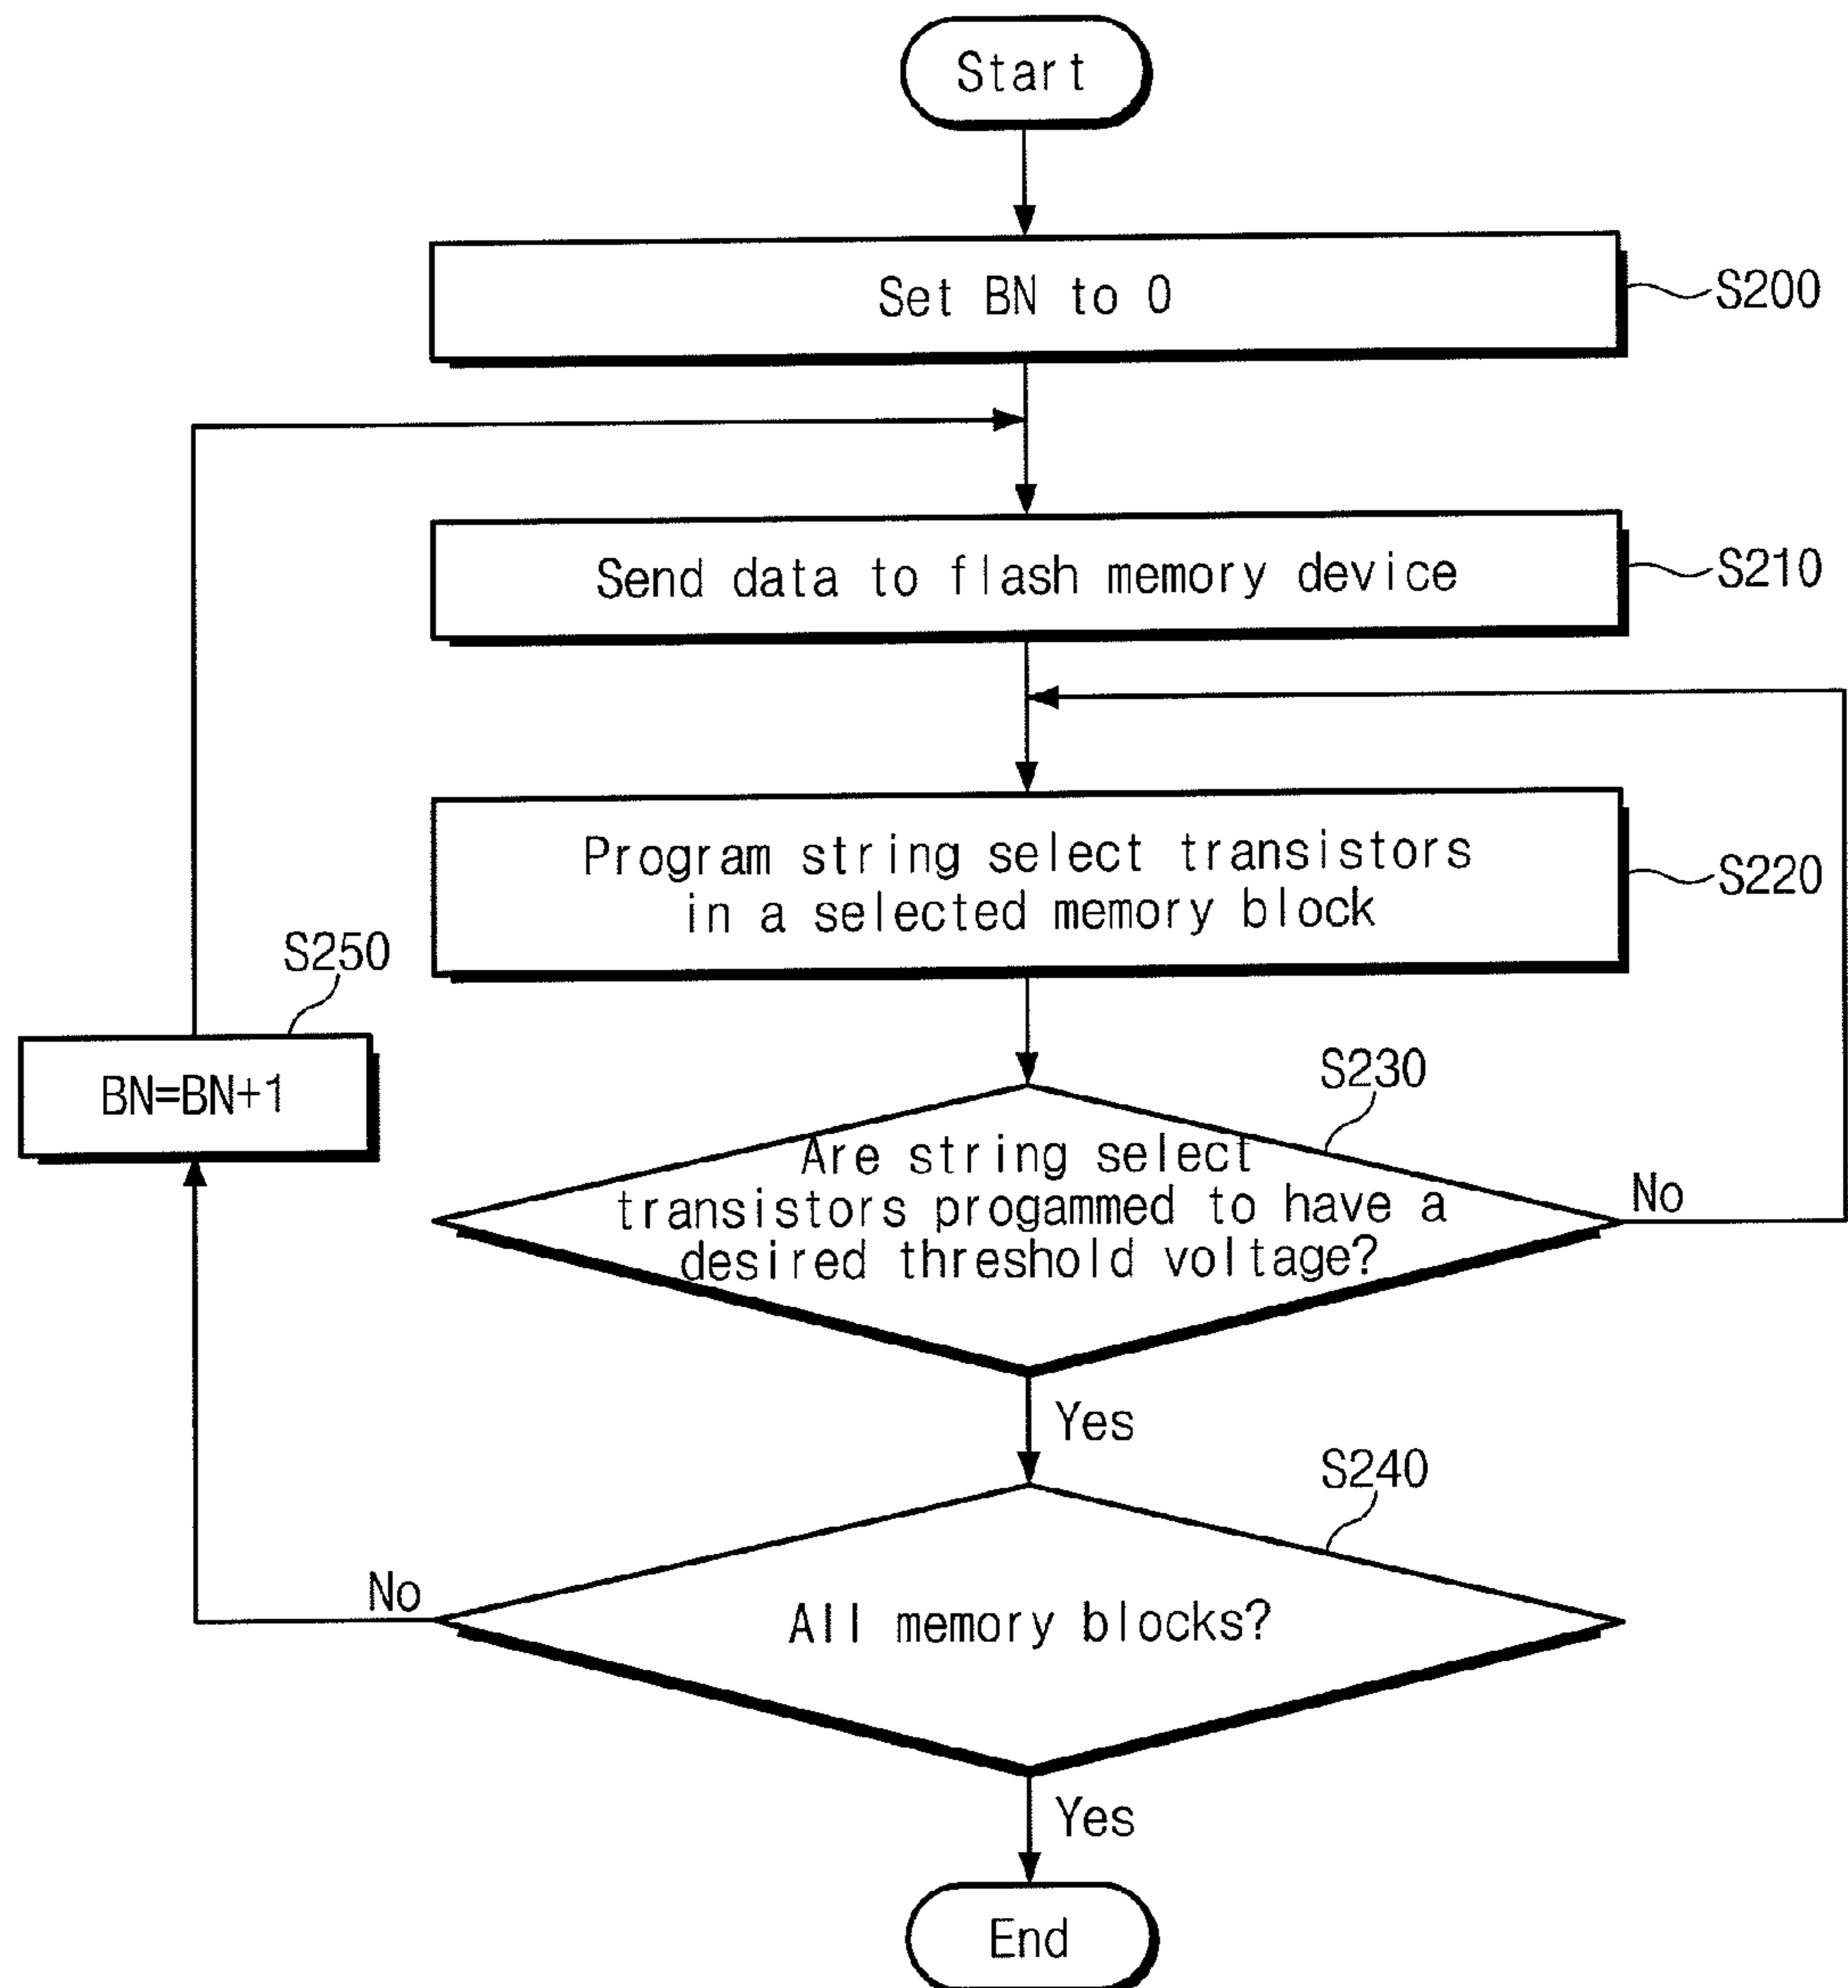 Start
Set BN to 0
S200
Send data to flash memory device
S210
Program string select transistors
in a selected memory block
S220
S250
BN=BN+1
S230
Are string select
transistors progammed to have a
desired threshold voltage?
No
Yes
S240
No
All memory blocks?
Yes
End